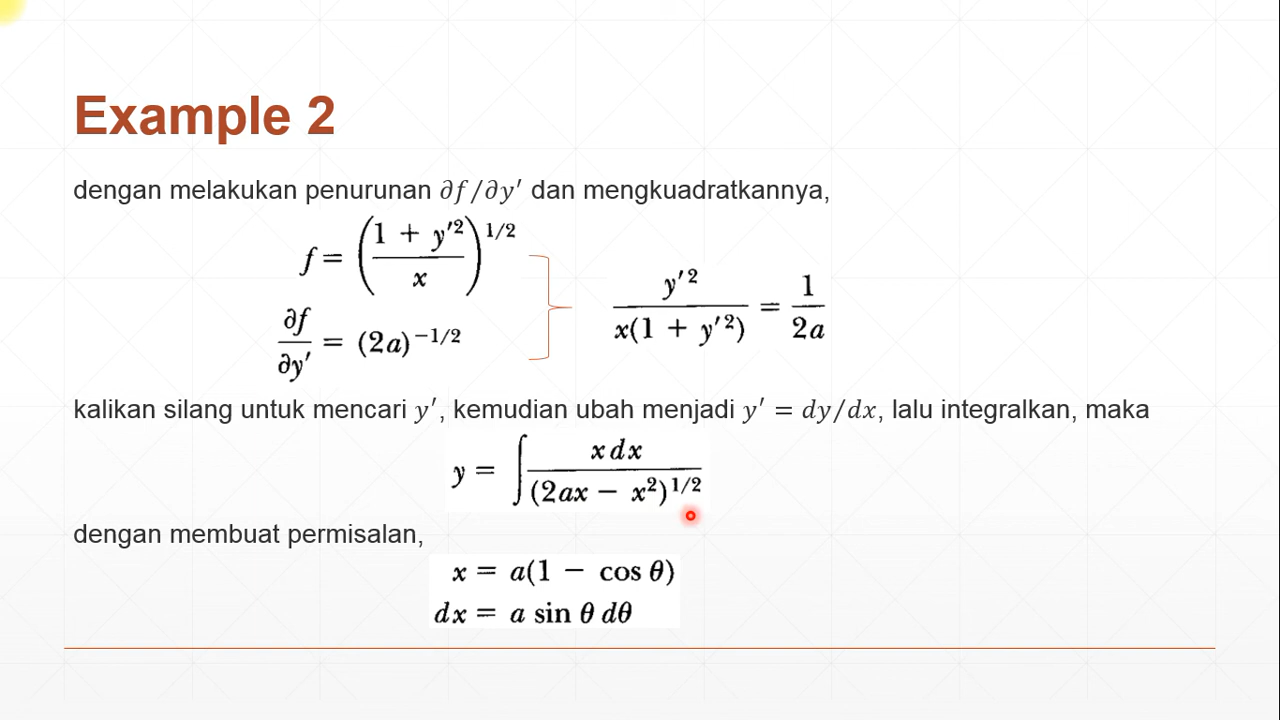 Example 2
dengan melakukan penurunan ∂f/∂y′ dan mengkuadratkannya,
f = ((1 + y′²)/x)^1/2
∂f/∂y′ = (2a)^−1/2
y′²/(x(1 + y′²)) = 1/2a
kalikan silang untuk mencari y′, kemudian ubah menjadi y′ = dy/dx, lalu integralkan, maka
y = ∫ x dx/(2ax − x²)^1/2
dengan membuat permisalan,
x = a(1 − cos θ)
dx = a sin θ dθ